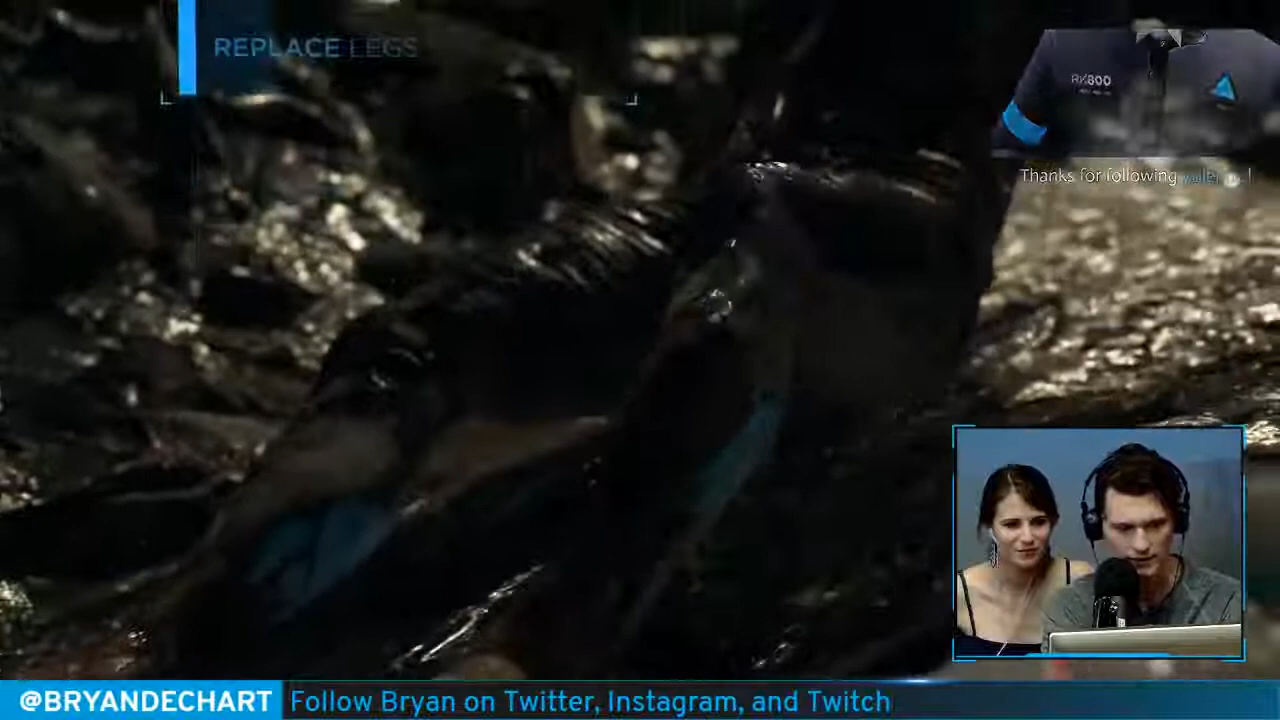 REPLACE LEGS
RK800
Thanks for following
@BRYANDECHART
Follow Bryan on Twitter, Instagram, and Twitch